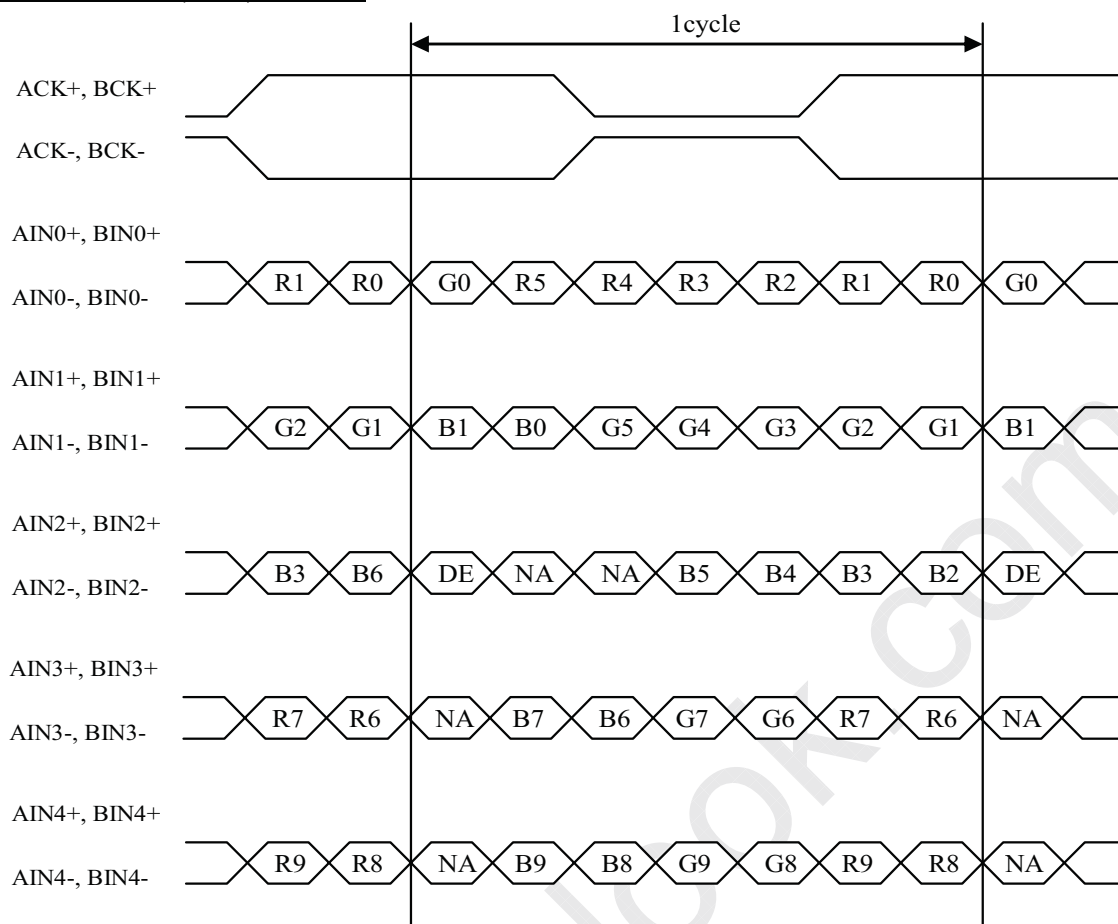 1cycle
ACK+, BCK+
ACK-, BCK-
AIN0+, BIN0+
R1 R0 G0 R5 R4 R3 R2 R1 R0 G0
AIN0-, BIN0-
AIN1+, BIN1+
G2 G1 B1 B0 G5 G4 G3 G2 G1 B1
AIN1-, BIN1-
AIN2+, BIN2+
B3 B6 DE NA NA B5 B4 B3 B2 DE
AIN2-, BIN2-
AIN3+, BIN3+
R7 R6 NA B7 B6 G7 G6 R7 R6 NA
AIN3-, BIN3-
AIN4+, BIN4+
R9 R8 NA B9 B8 G9 G8 R9 R8 NA
AIN4-, BIN4-